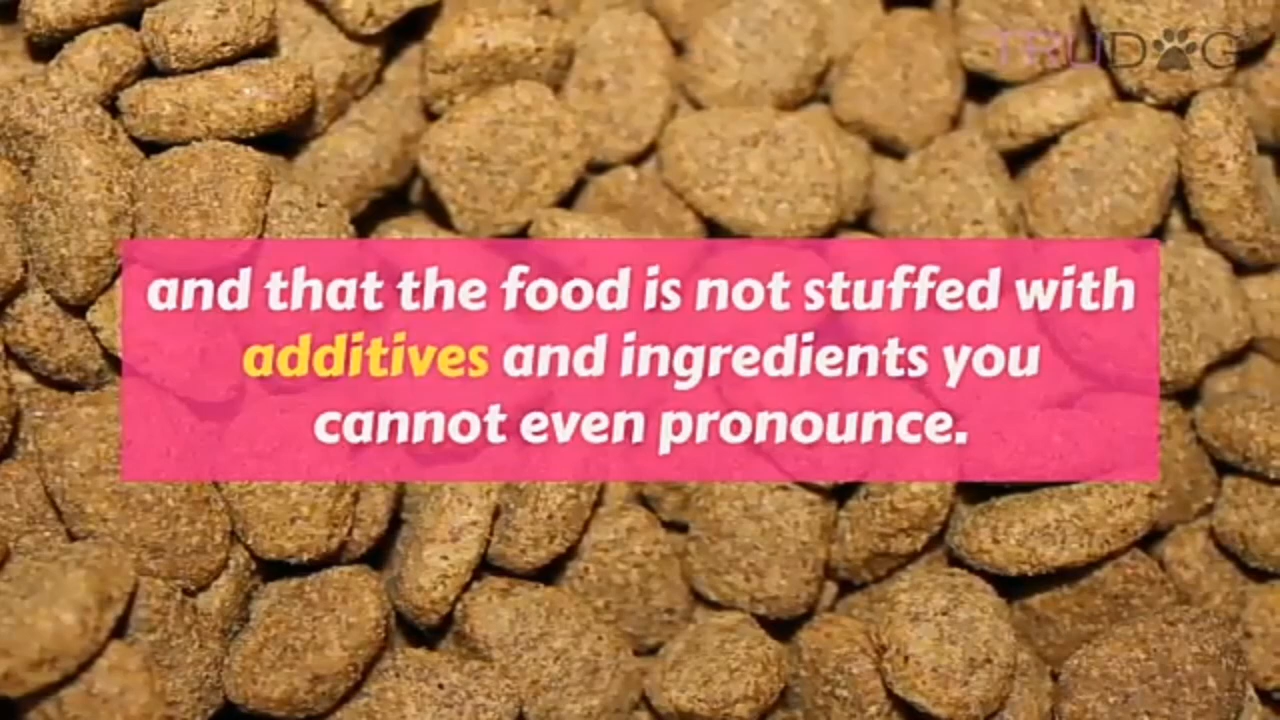 TRUDOG
and that the food is not stuffed with
additives and ingredients you
cannot even pronounce.